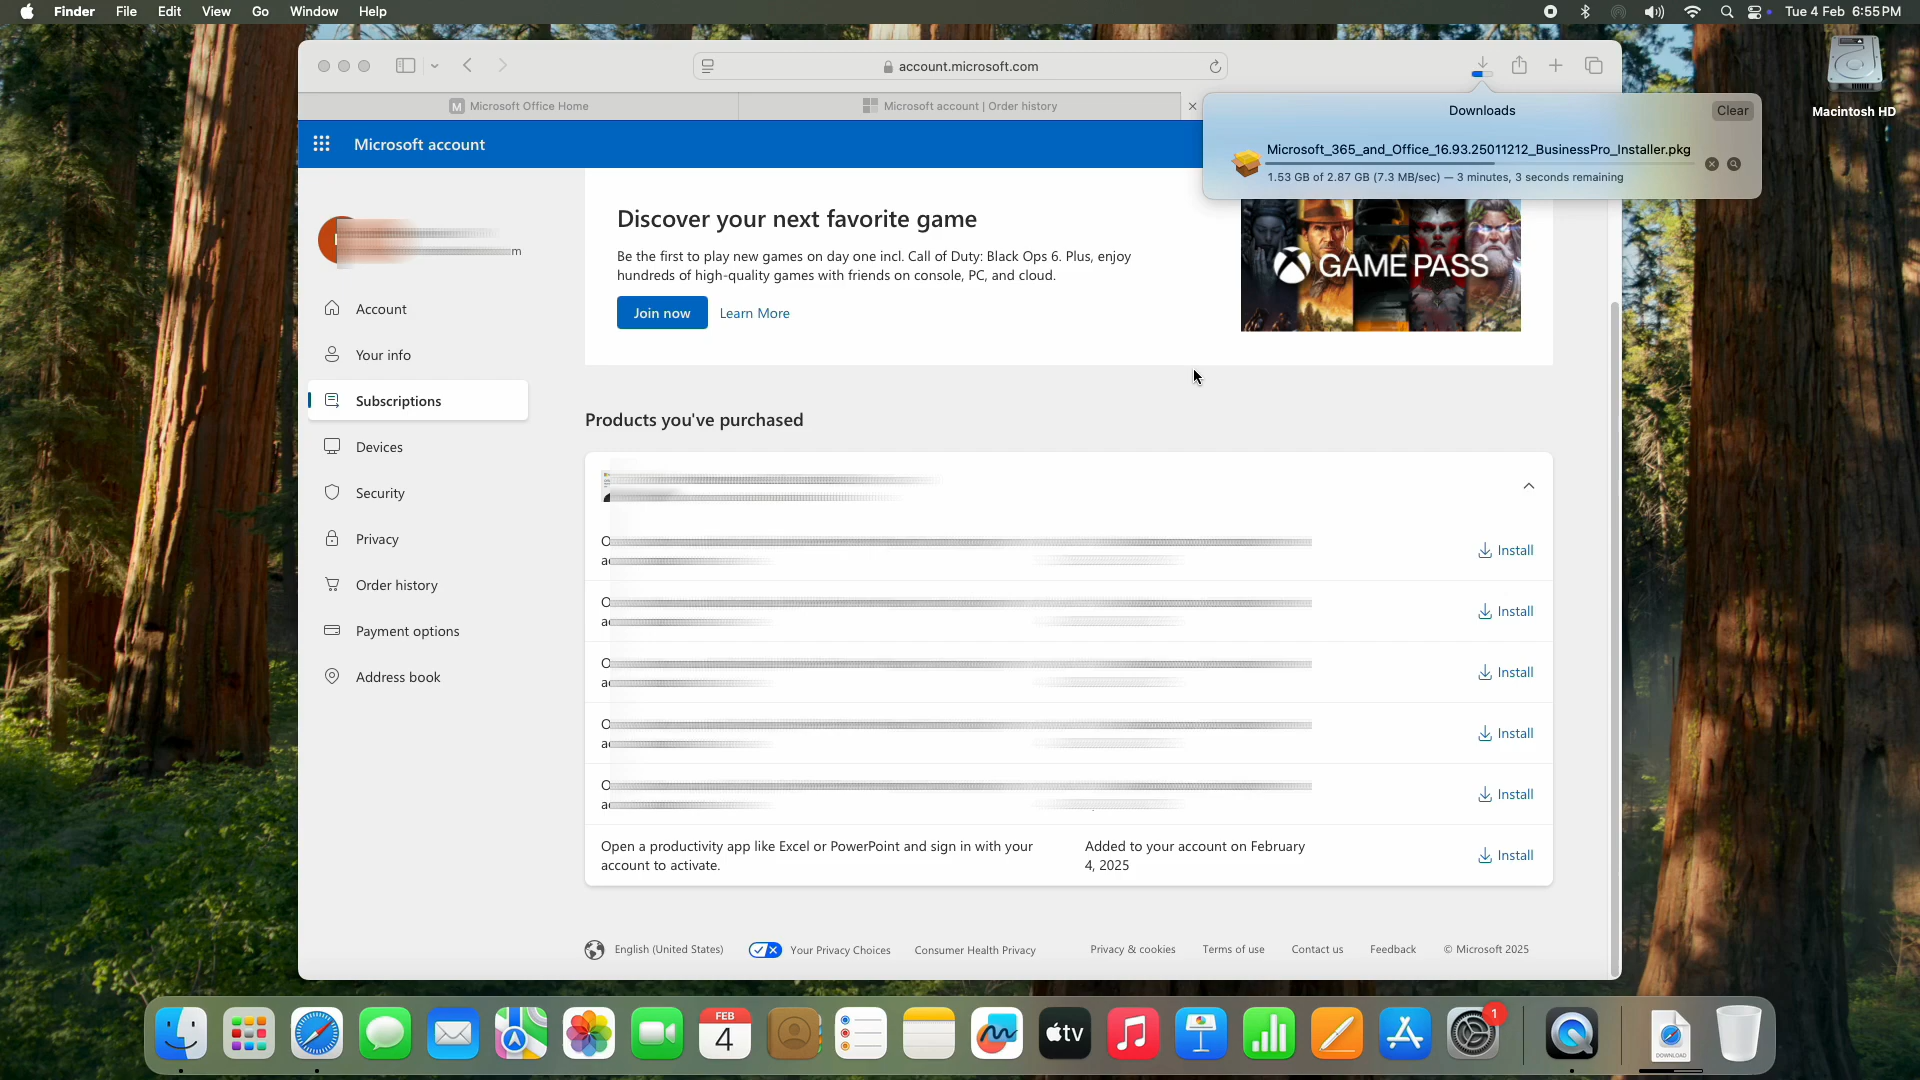 Finder File Edit View Go Window Help
Tue 4 Feb 6:55 PM
account.microsoft.com
Macintosh HD
Microsoft Office Home
Microsoft account | Order history
Downloads
Clear
Microsoft account
Microsoft_365_and_Office_16.93.25011212_BusinessPro_Installer.pkg
1.53 GB of 2.87 GB (7.3 MB/sec) — 3 minutes, 3 seconds remaining
Discover your next favorite game
Be the first to play new games on day one incl. Call of Duty: Black Ops 6. Plus, enjoy
hundreds of high-quality games with friends on console, PC, and cloud.
Join now
Learn More
GAME PASS
m
Account
Your info
Subscriptions
Devices
Security
Privacy
Order history
Payment options
Address book
Products you've purchased
Install
Install
Install
Install
Install
Open a productivity app like Excel or PowerPoint and sign in with your
account to activate.
Added to your account on February
4, 2025
Install
English (United States)
Your Privacy Choices
Consumer Health Privacy
Privacy & cookies
Terms of use
Contact us
Feedback
© Microsoft 2025
FEB
4
tv
1
DOWNLOAD